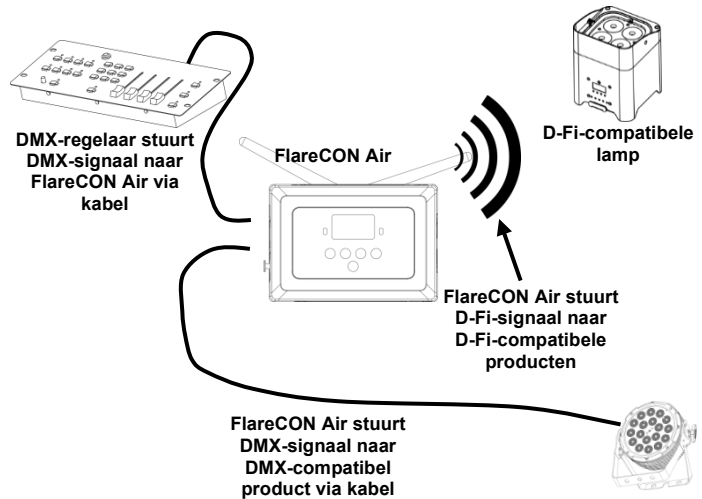 DMX-regelaar stuurt
DMX-signaal naar
FlareCON Air via
kabel
FlareCON Air
D-Fi-compatibele
lamp
FlareCON Air stuurt
D-Fi-signaal naar
D-Fi-compatibele
producten
FlareCON Air stuurt
DMX-signaal naar
DMX-compatibel
product via kabel